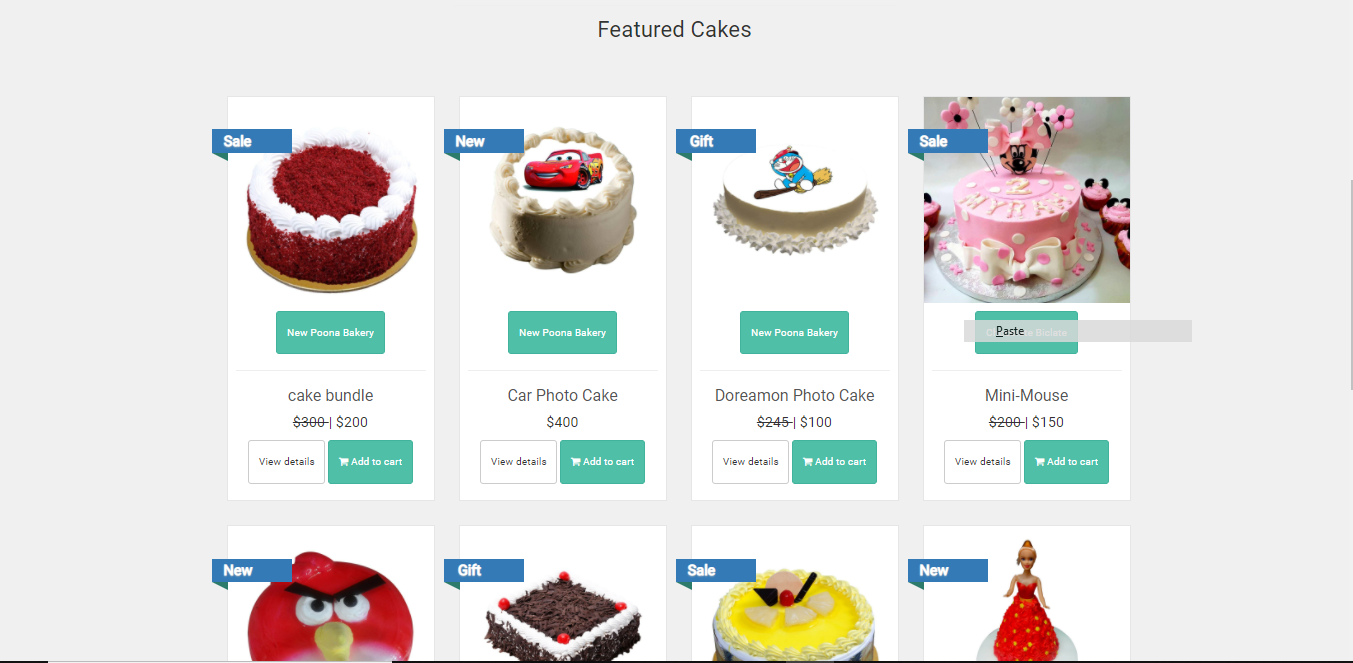 Featured Cakes
Sale
New
Gift
Sale
2
New Poona Bakery
New Poona Bakery
New Poona Bakery
Paste
cake bundle
Car Photo Cake
Doreamon Photo Cake
Mini-Mouse
$300 | $200
$400
$245 | $100
$200 | $150
View details
Add to cart
View details
Add to cart
View details
Add to cart
View details
Add to cart
New
Gift
Sale
New